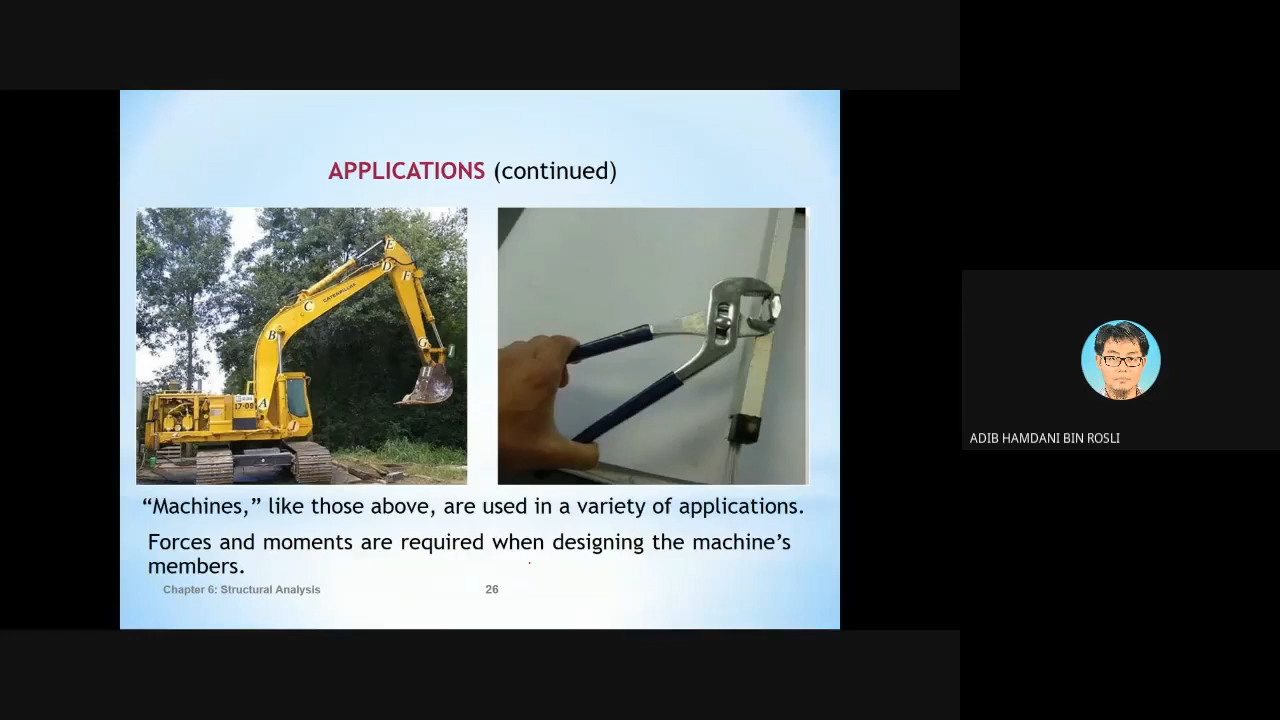 APPLICATIONS (continued)
E
D
F
C
CATERPILLAR
B
G
A
J
"Machines," like those above, are used in a variety of applications.
Forces and moments are required when designing the machine's
members.
Chapter 6: Structural Analysis
26
ADIB HAMDANI BIN ROSLI